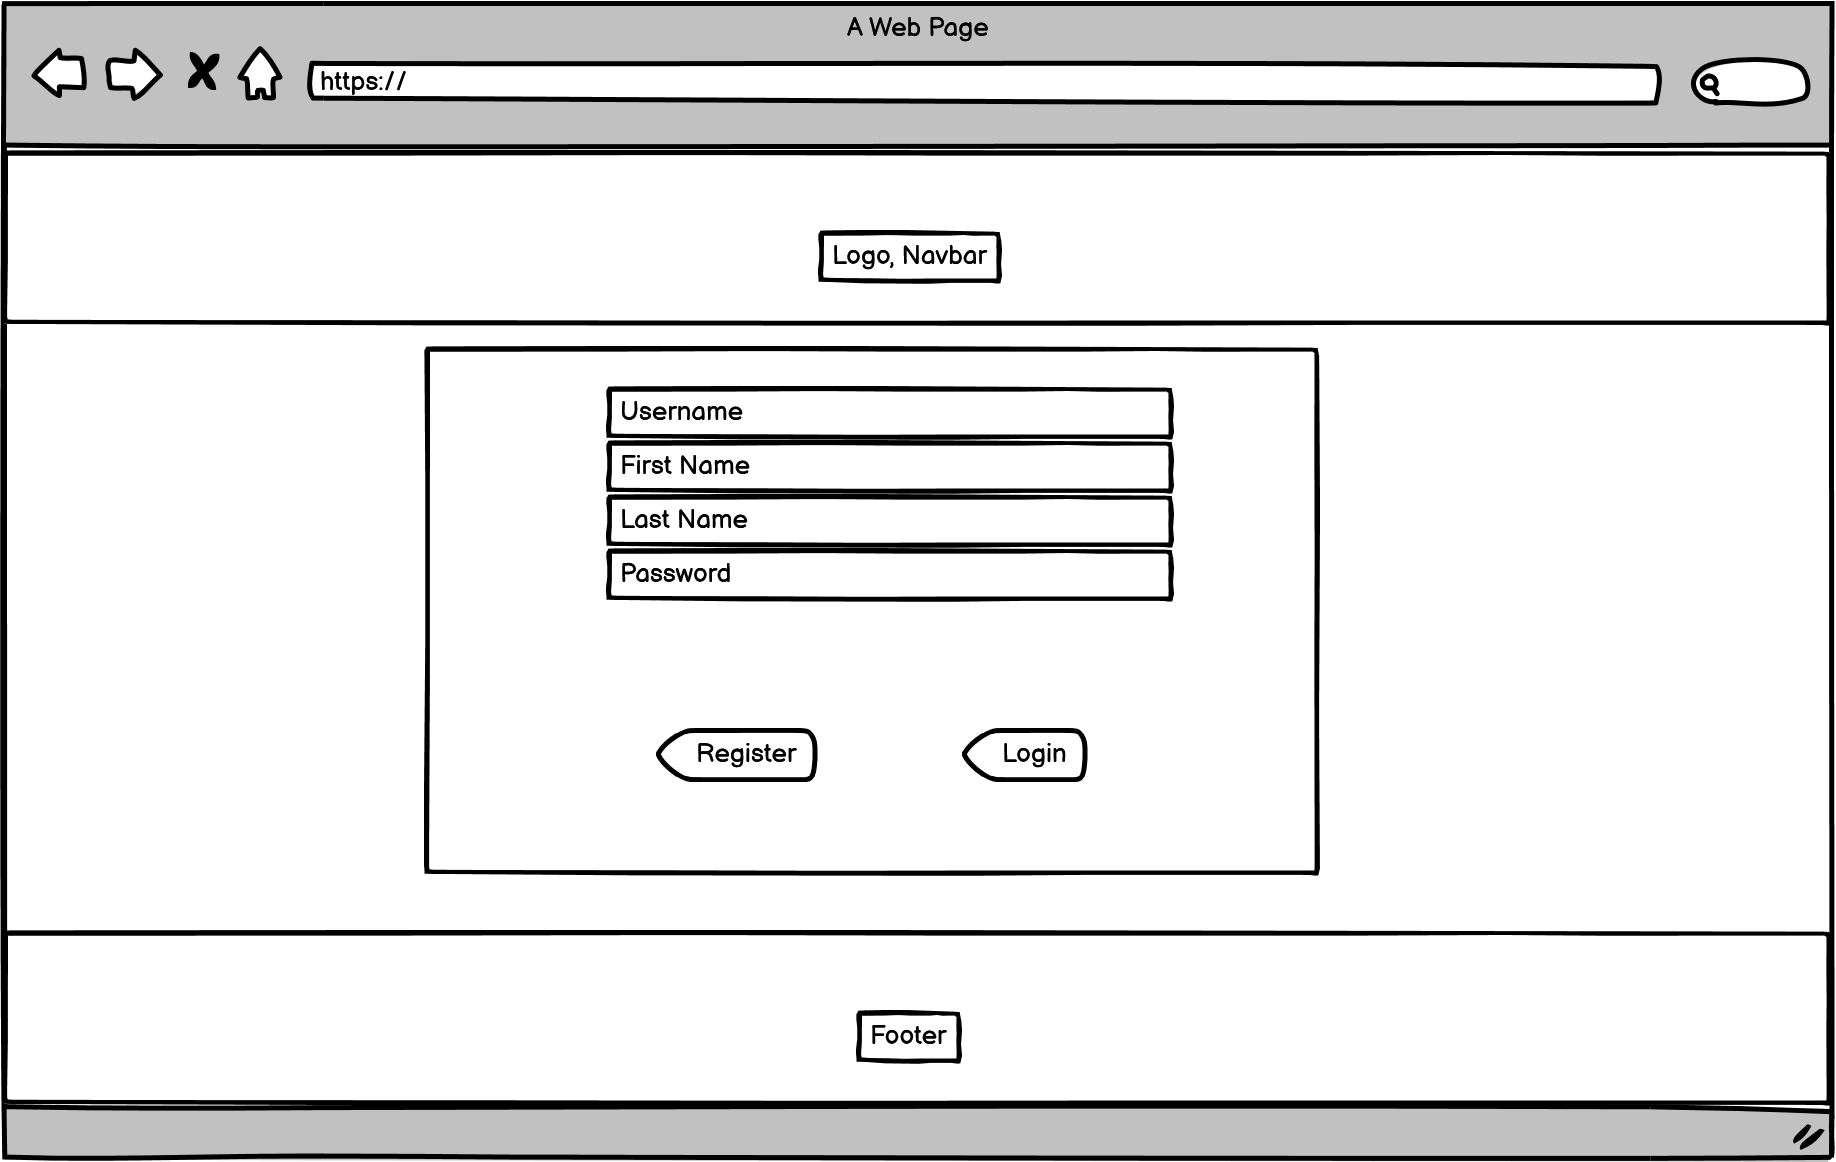 A Web Page
https://
Logo, Navbar
Username
First Name
Last Name
Password
Register
Login
Footer